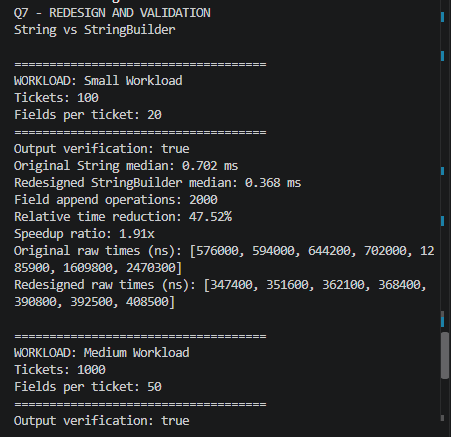 Q7 - REDESIGN AND VALIDATION
String vs StringBuilder
====================================
WORKLOAD: Small Workload
Tickets: 100
Fields per ticket: 20
====================================
Output verification: true
Original String median: 0.702 ms
Redesigned StringBuilder median: 0.368 ms
Field append operations: 2000
Relative time reduction: 47.52%
Speedup ratio: 1.91x
Original raw times (ns): [576000, 594000, 644200, 702000, 12
85900, 1609800, 2470300]
Redesigned raw times (ns): [347400, 351600, 362100, 368400,
390800, 392500, 408500]
====================================
WORKLOAD: Medium Workload
Tickets: 1000
Fields per ticket: 50
====================================
Output verification: true